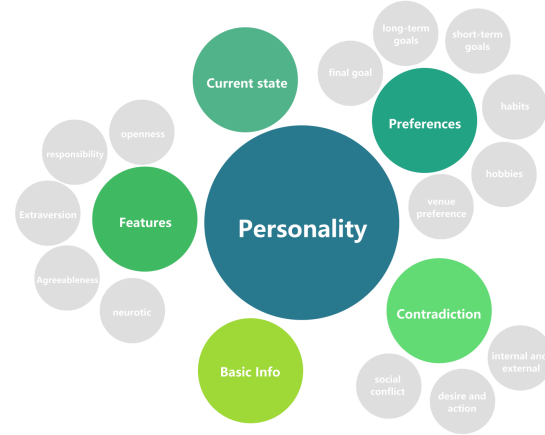 long-term
goals
short-term
goals
final goal
Current state
Preferences
habits
openness
responsibility
hobbies
Extraversion
Features
venue
preference
Personality
Agreeableness
neurotic
Contradiction
internal and
external
Basic Info
social
conflict
desire and
action